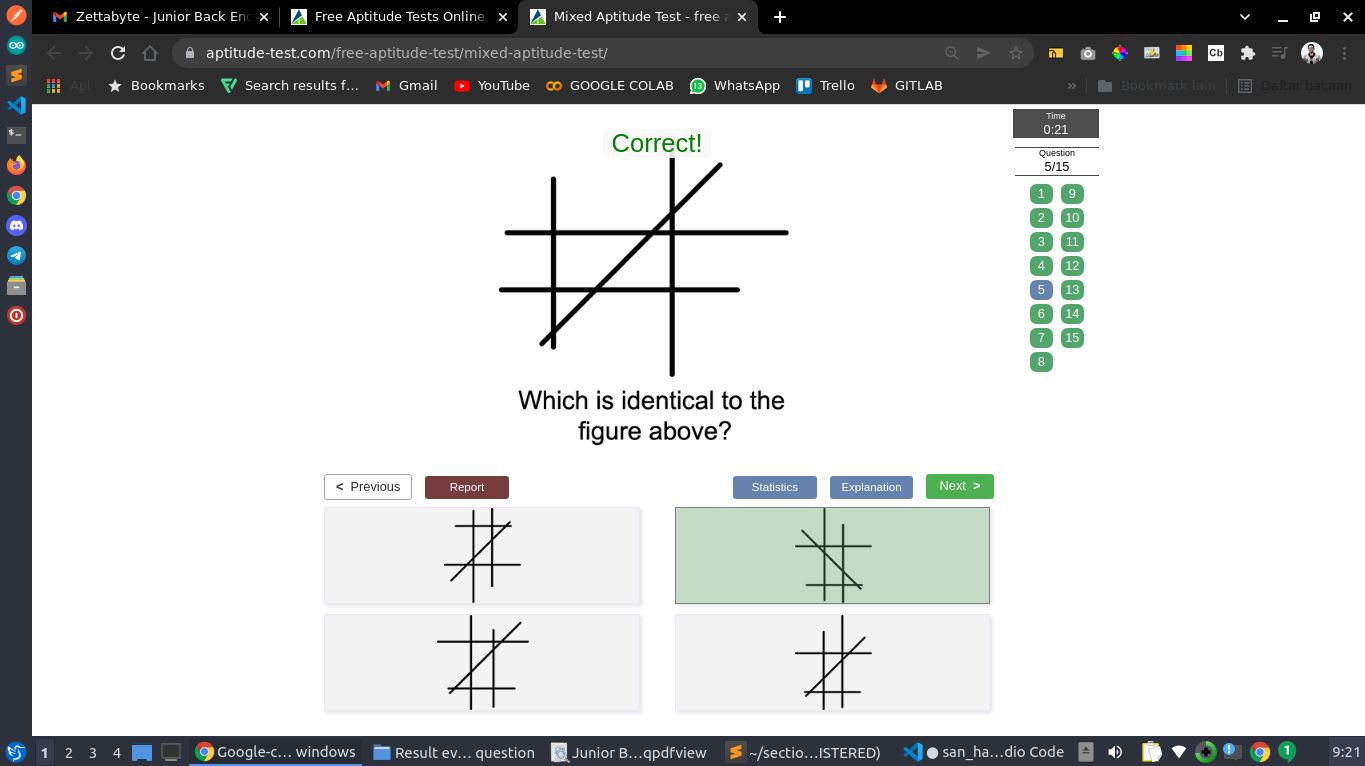 Zettabyte - Junior Back En
Free Aptitude Tests Online
Mixed Aptitude Test - free a
aptitude-test.com/free-aptitude-test/mixed-aptitude-test/
Apl
Bookmarks
Search results f...
Gmail
YouTube
GOOGLE COLAB
13
WhatsApp
Trello
GITLAB
»
Bookmark lain
Daftar bacaan
Cb
Time
0:21
Correct!
Question
5/15
1 9
2 10
3 11
4 12
5 13
6 14
7 15
8
Which is identical to the
figure above?
< Previous
Report
Statistics
Explanation
Next >
1 2 3 4
Google-c... windows
Result ev... question
Junior B...qpdfview
~/sectio...ISTERED)
● san_ha...dio Code
1
9:21